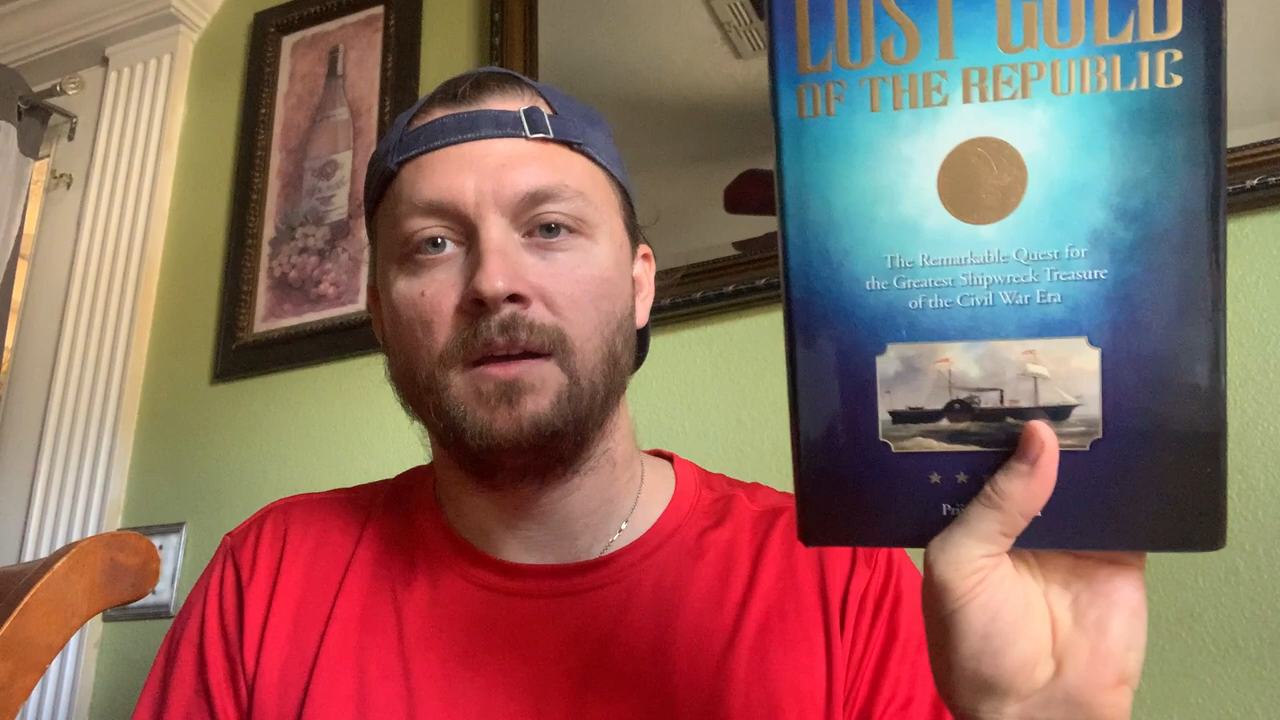 LOST GOLD
OF THE REPUBLIC
The Remarkable Quest for
the Greatest Shipwreck Treasure
of the Civil War Era